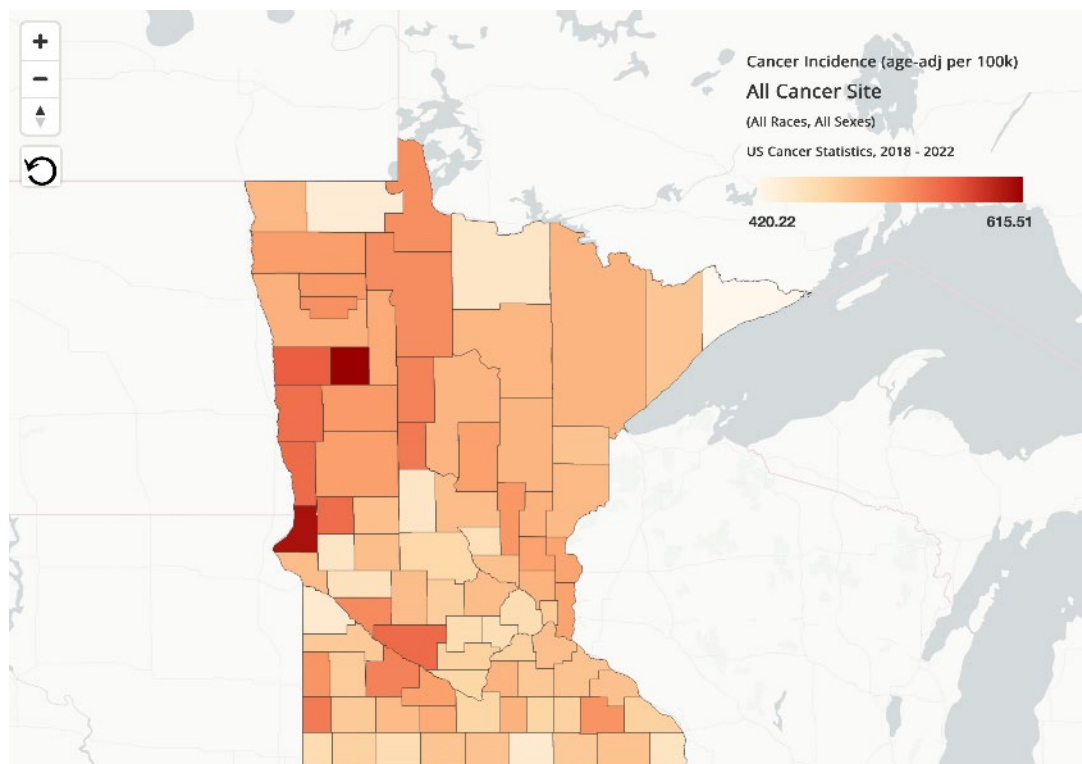 +
−
Cancer Incidence (age-adj per 100k)
All Cancer Site
(All Races, All Sexes)
US Cancer Statistics, 2018 - 2022
420.22 615.51